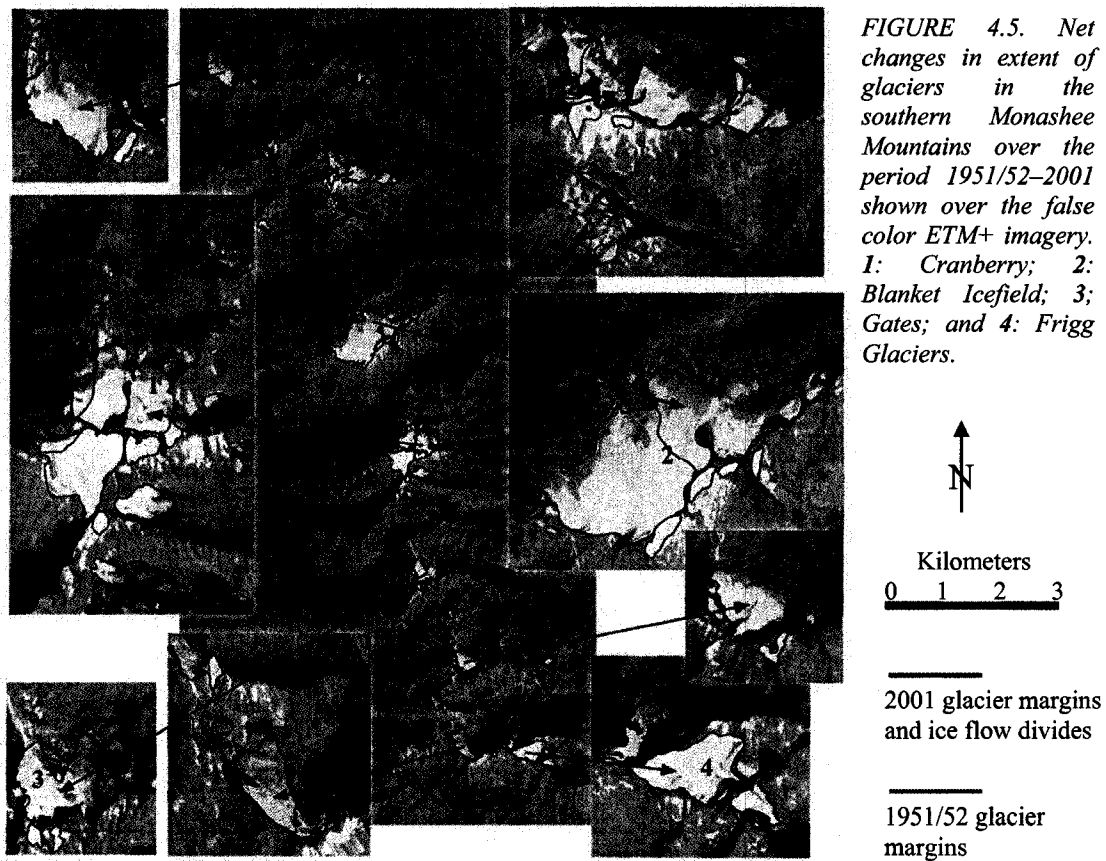 FIGURE 4.5. Net
changes in extent of
glaciers in the
southern Monashee
Mountains over the
period 1951/52–2001
shown over the false
color ETM+ imagery.
1: Cranberry; 2:
Blanket Icefield; 3;
Gates; and 4: Frigg
Glaciers.
N
Kilometers
0 1 2 3
2001 glacier margins
and ice flow divides
1951/52 glacier
margins
1
2
3
4